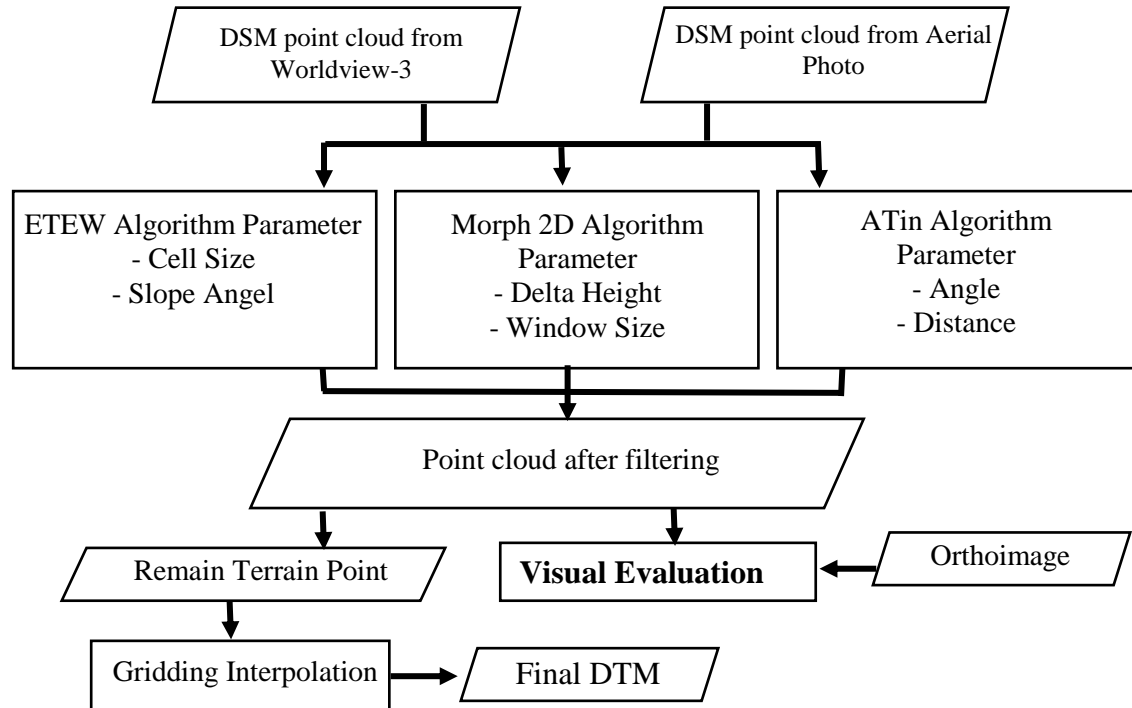 DSM point cloud from
Worldview-3
DSM point cloud from Aerial
Photo
ETEW Algorithm Parameter
- Cell Size
- Slope Angel
Morph 2D Algorithm
Parameter
- Delta Height
- Window Size
ATin Algorithm
Parameter
- Angle
- Distance
Point cloud after filtering
Remain Terrain Point
Visual Evaluation
Orthoimage
Gridding Interpolation
Final DTM